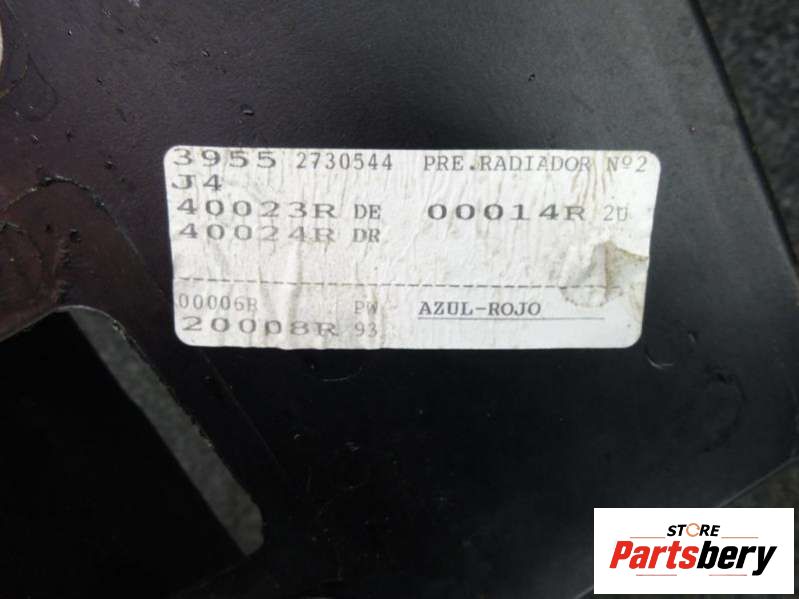 3955 2730544 PRE.RADIADOR Nº2
J4
40023R DE 00014R 2U
40024R DR
00006R PW AZUL-ROJO
20008R 93
STORE
Partsbery